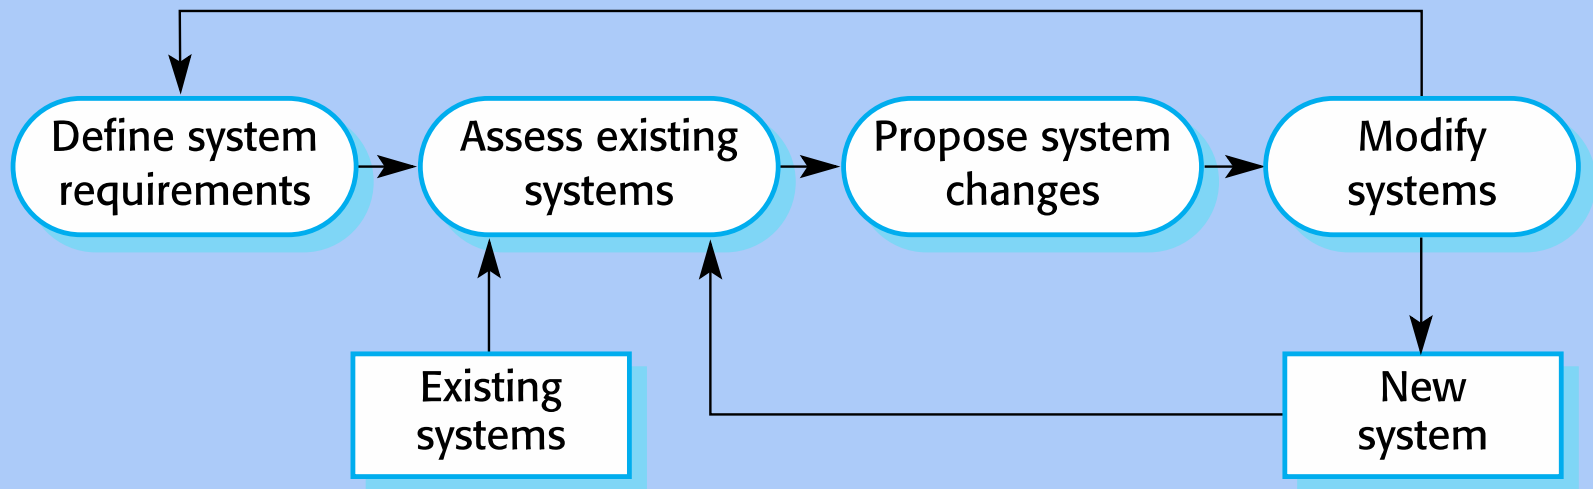 Define system
requirements
Assess existing
systems
Propose system
changes
Modify
systems
Existing
systems
New
system